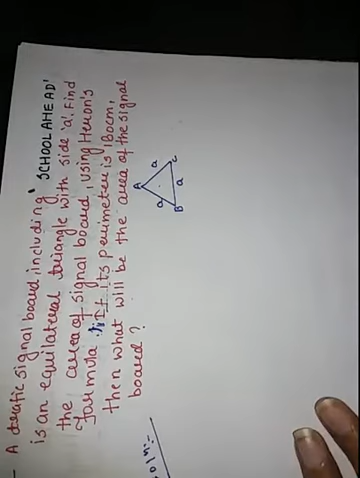 A traffic signal board, including 'SCHOOL AHEAD'
is an equilateral triangle with side 'a'. Find
the area of signal board, using Heron's
Formula. If its perimeter is 180cm,
then what will be the area of the signal
board?
A
a a
B a C
Soln:-